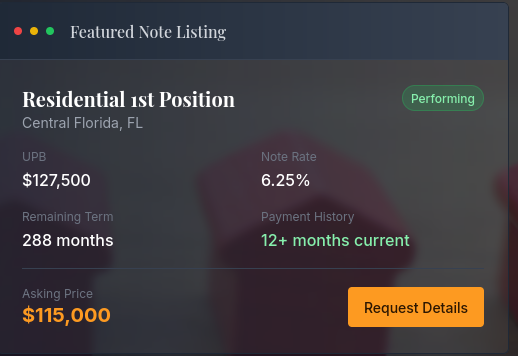 Featured Note Listing
Residential 1st Position
Performing
Central Florida, FL
UPB
Note Rate
$127,500
6.25%
Remaining Term
Payment History
288 months
12+ months current
Asking Price
$115,000
Request Details